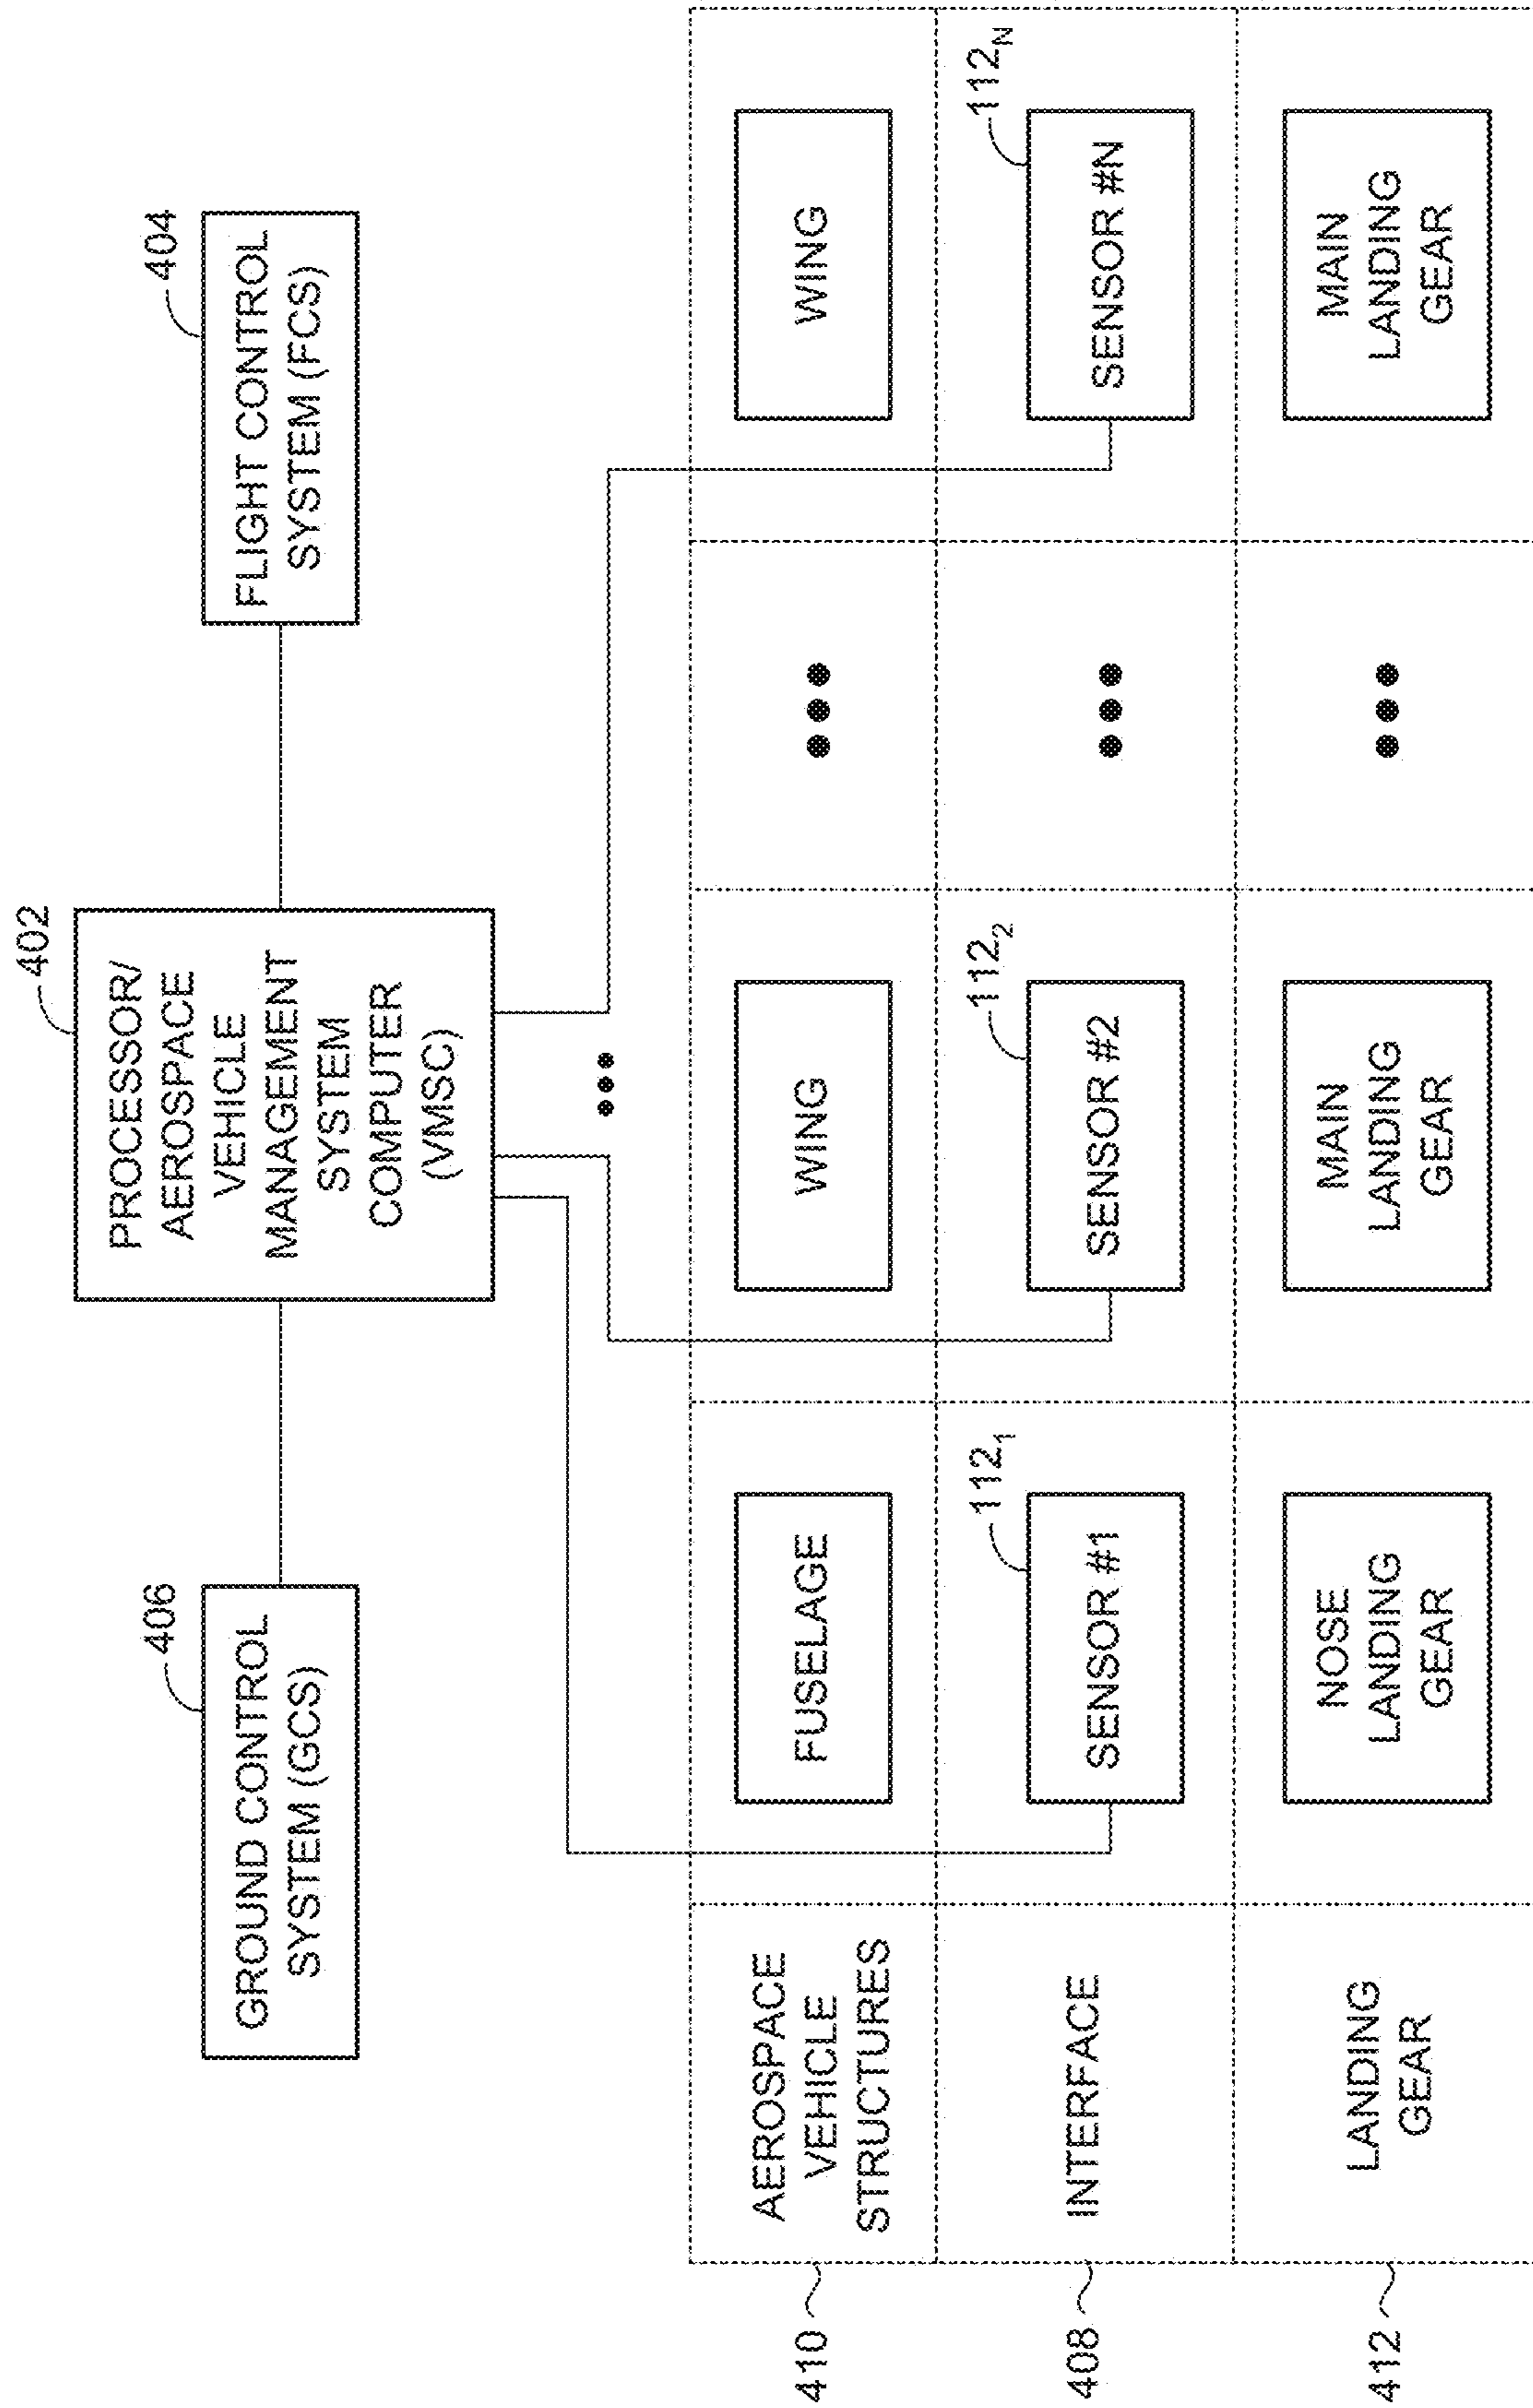 402
PROCESSOR/
AEROSPACE
VEHICLE
MANAGEMENT
SYSTEM
COMPUTER
(VMSC)
406
GROUND CONTROL
SYSTEM (GCS)
404
FLIGHT CONTROL
SYSTEM (FCS)
410
AEROSPACE
VEHICLE
STRUCTURES
FUSELAGE
WING
WING
408
INTERFACE
112₁
SENSOR #1
112₂
SENSOR #2
112N
SENSOR #N
412
LANDING
GEAR
NOSE
LANDING
GEAR
MAIN
LANDING
GEAR
MAIN
LANDING
GEAR